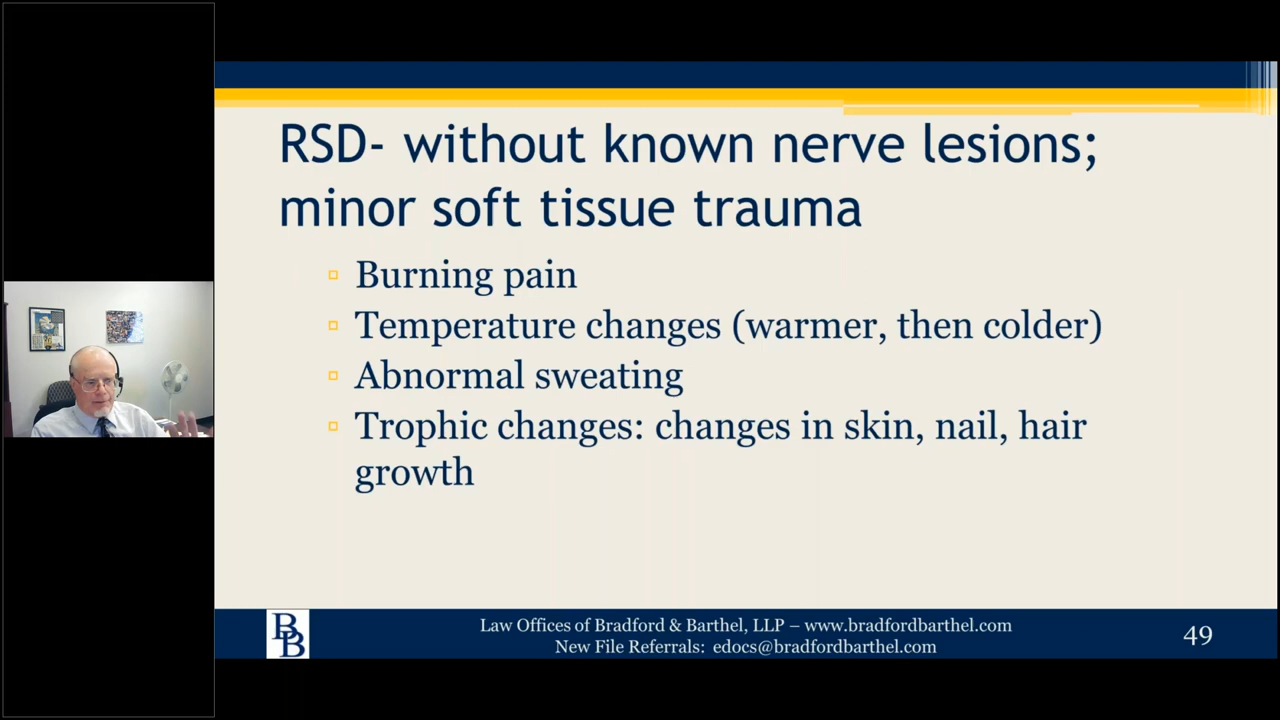 RSD- without known nerve lesions;
minor soft tissue trauma
Burning pain
Temperature changes (warmer, then colder)
Abnormal sweating
Trophic changes: changes in skin, nail, hair
growth
BB
Law Offices of Bradford & Barthel, LLP – www.bradfordbarthel.com
New File Referrals: edocs@bradfordbarthel.com
49